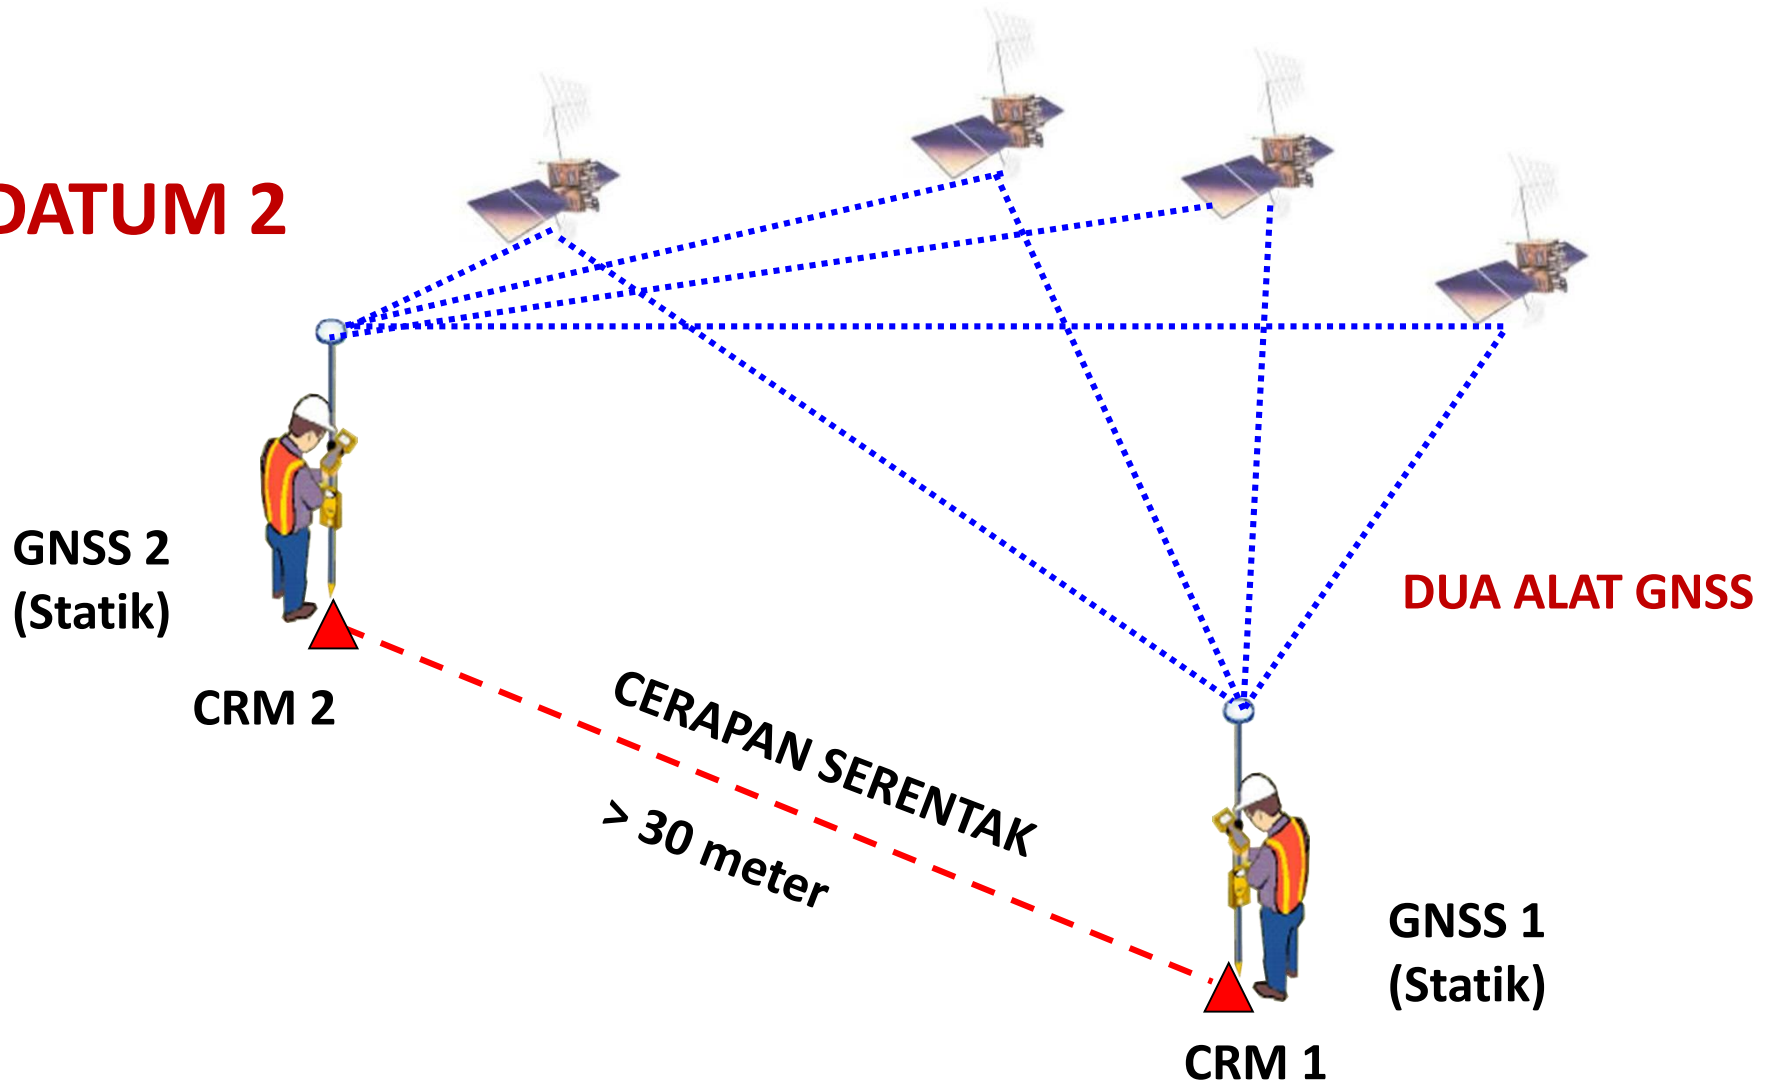 DATUM 2
GNSS 2
(Statik)
CRM 2
CERAPAN SERENTAK
> 30 meter
DUA ALAT GNSS
GNSS 1
(Statik)
CRM 1